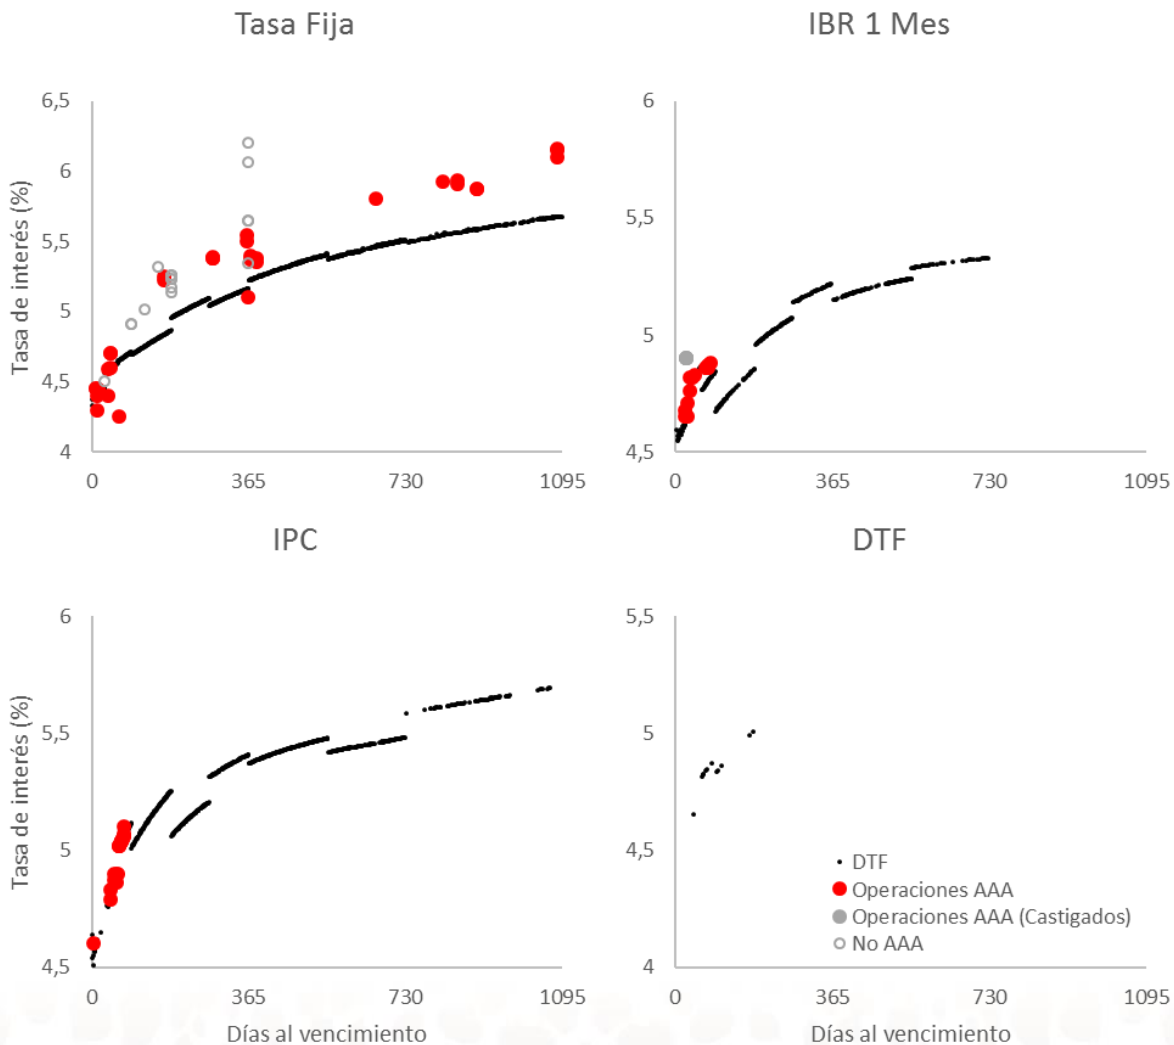 Tasa Fija
Tasa de interés (%)
6,5
6
5,5
5
4,5
4
0 365 730 1095
IBR 1 Mes
6
5,5
5
4,5
0 365 730 1095
IPC
Tasa de interés (%)
6
5,5
5
4,5
0 365 730 1095
Días al vencimiento
DTF
5,5
5
4,5
4
DTF
Operaciones AAA
Operaciones AAA (Castigados)
No AAA
0 365 730 1095
Días al vencimiento